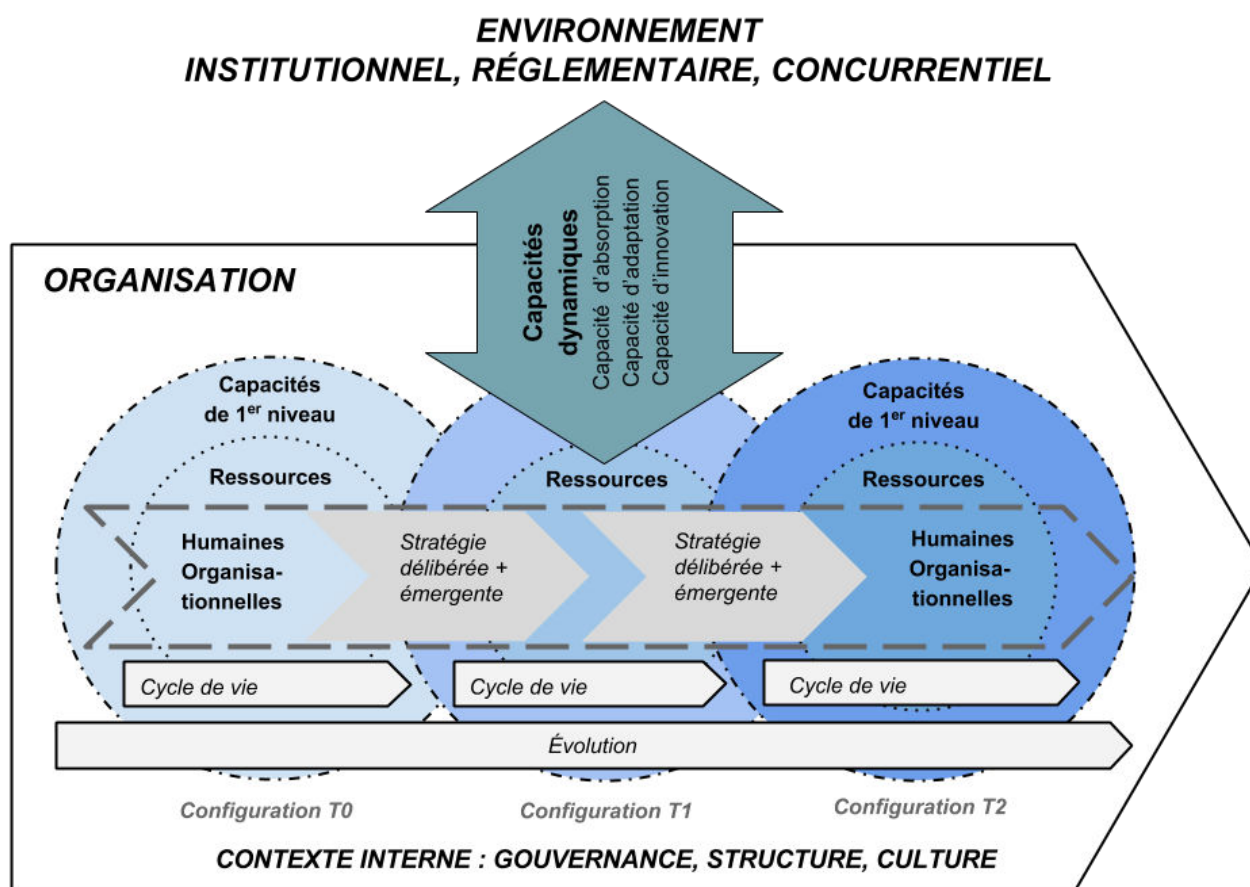 ENVIRONNEMENT
INSTITUTIONNEL, RÉGLEMENTAIRE, CONCURRENTIEL
Capacités
dynamiques
Capacité d'absorption
Capacité d'adaptation
Capacité d'innovation
ORGANISATION
Capacités
de 1er niveau
Ressources
Humaines
Organisa-
tionnelles
Stratégie
délibérée +
émergente
Ressources
Stratégie
délibérée +
émergente
Capacités
de 1er niveau
Ressources
Humaines
Organisa-
tionnelles
Cycle de vie
Cycle de vie
Cycle de vie
Évolution
Configuration T0
Configuration T1
Configuration T2
CONTEXTE INTERNE : GOUVERNANCE, STRUCTURE, CULTURE